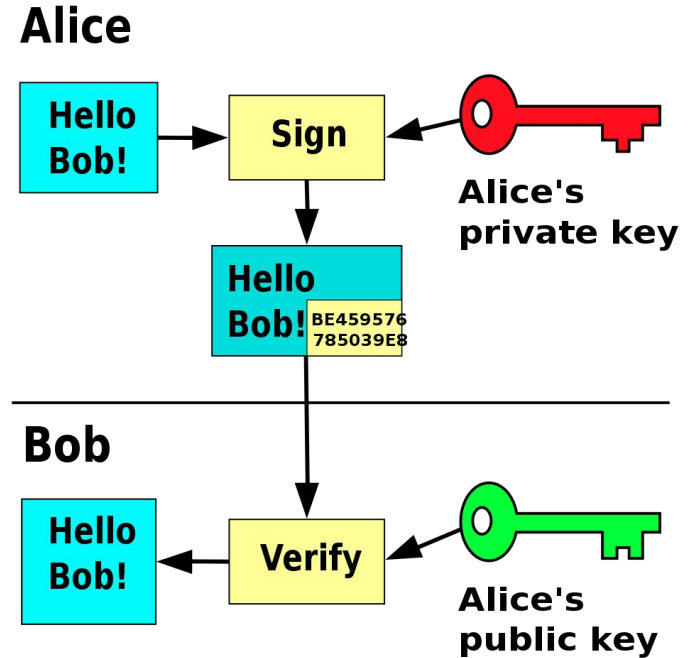 Alice
Hello
Bob!
Sign
Alice's
private key
Hello
Bob!
BE459576
785039E8
Bob
Hello
Bob!
Verify
Alice's
public key